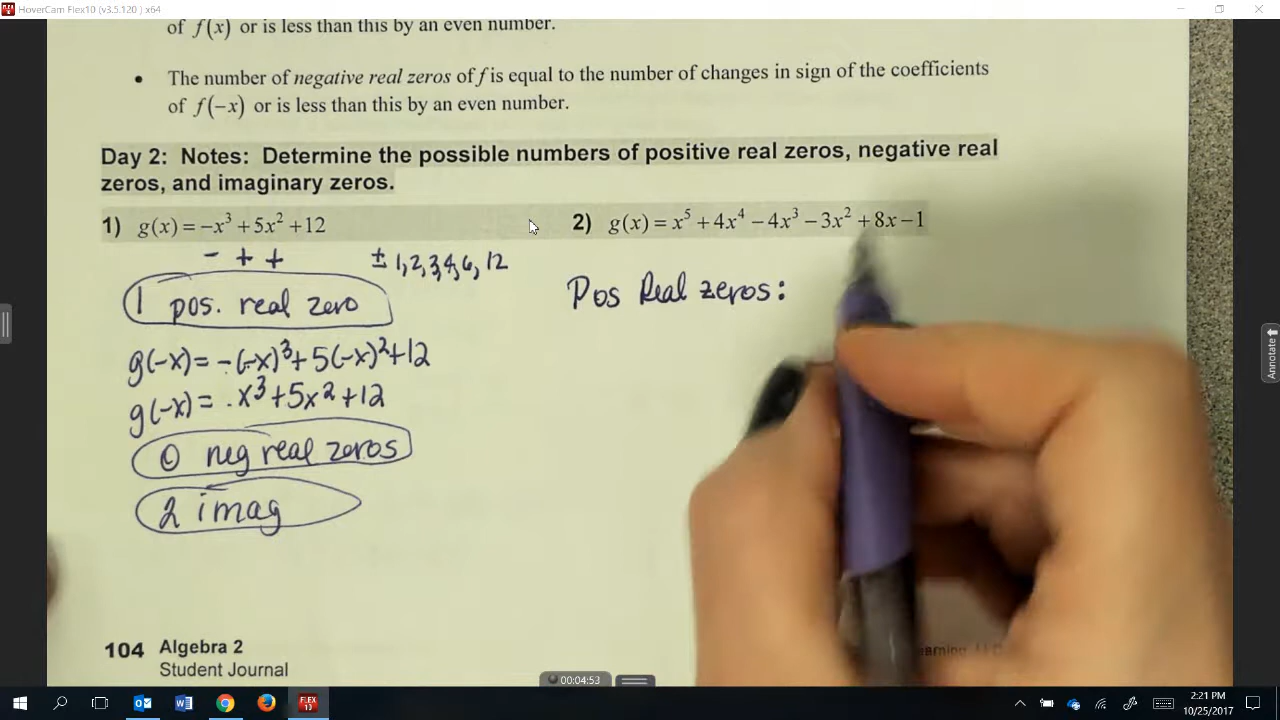 HoverCam Flex10 (v3.5.120 ) x64
of f(x) or is less than this by an even number.
• The number of negative real zeros of f is equal to the number of changes in sign of the coefficients
of f(−x) or is less than this by an even number.
Day 2: Notes: Determine the possible numbers of positive real zeros, negative real
zeros, and imaginary zeros.
1) g(x) = −x³ + 5x² + 12
− + +
± 1, 2, 3, 4, 6, 12
1 pos. real zero
g(−x) = −(−x)³ + 5(−x)² + 12
g(−x) = x³ + 5x² + 12
0 neg real zeros
2 imag
2) g(x) = x⁵ + 4x⁴ − 4x³ − 3x² + 8x − 1
Pos Real zeros:
104 Algebra 2
Student Journal
00:04:53
Annotate
FLEX
10
2:21 PM
10/25/2017